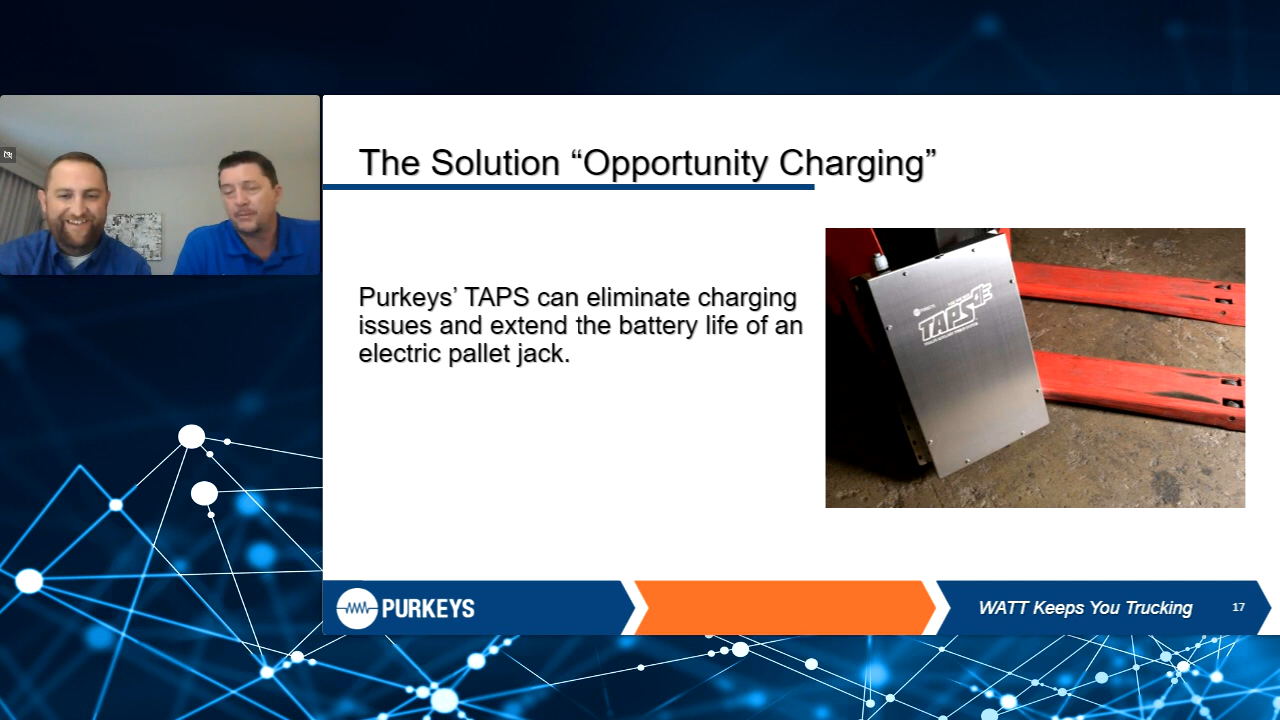 The Solution “Opportunity Charging”
Purkeys’ TAPS can eliminate charging
issues and extend the battery life of an
electric pallet jack.
TAPS
PURKEYS
WATT Keeps You Trucking
17